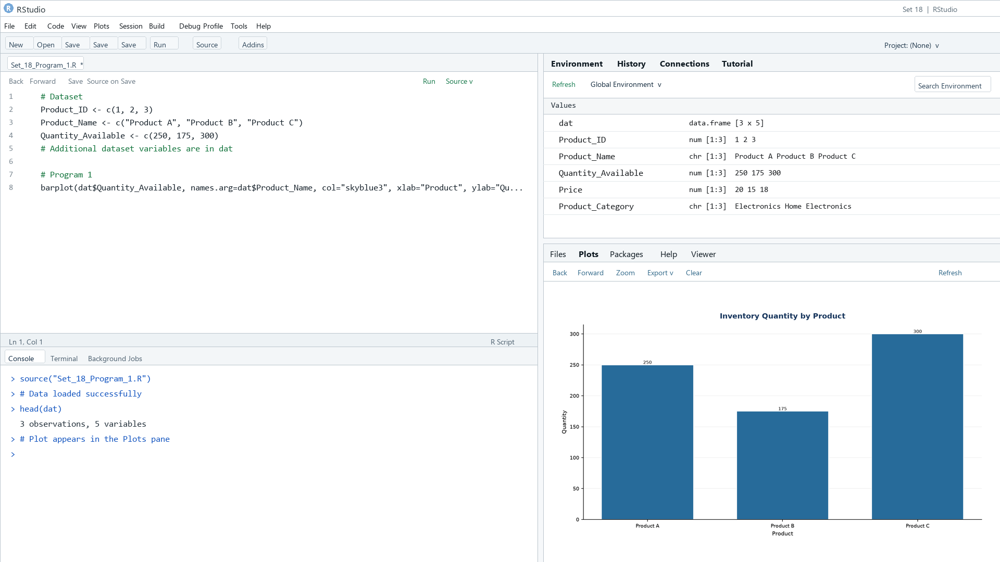 R RStudio
Set 18 | RStudio
File Edit Code View Plots Session Build Debug Profile Tools Help
New Open Save Save Save Run Source Addins
Project: (None) v
Set_18_Program_1.R *
Back Forward Save Source on Save Run Source v
1 # Dataset
2 Product_ID <- c(1, 2, 3)
3 Product_Name <- c("Product A", "Product B", "Product C")
4 Quantity_Available <- c(250, 175, 300)
5 # Additional dataset variables are in dat
6
7 # Program 1
8 barplot(dat$Quantity_Available, names.arg=dat$Product_Name, col="skyblue3", xlab="Product", ylab="Qu...
Ln 1, Col 1 R Script
Console Terminal Background Jobs
> source("Set_18_Program_1.R")
> # Data loaded successfully
> head(dat)
3 observations, 5 variables
> # Plot appears in the Plots pane
>
Environment History Connections Tutorial
Refresh Global Environment v Search Environment
Values
dat data.frame [3 x 5]
Product_ID num [1:3] 1 2 3
Product_Name chr [1:3] Product A Product B Product C
Quantity_Available num [1:3] 250 175 300
Price num [1:3] 20 15 18
Product_Category chr [1:3] Electronics Home Electronics
Files Plots Packages Help Viewer
Back Forward Zoom Export v Clear Refresh
Inventory Quantity by Product
300
250
200
150
100
50
0
Quantity
250
175
300
Product A Product B Product C
Product